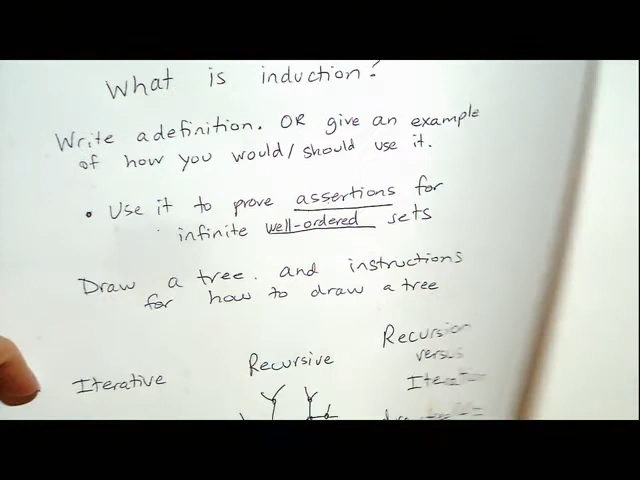 What is induction?
Write a definition. OR give an example
of how you would/should use it.
• Use it to prove assertions for
infinite well-ordered sets
Draw a tree. and instructions
for how to draw a tree
Iterative
Recursive
Recursion
versus